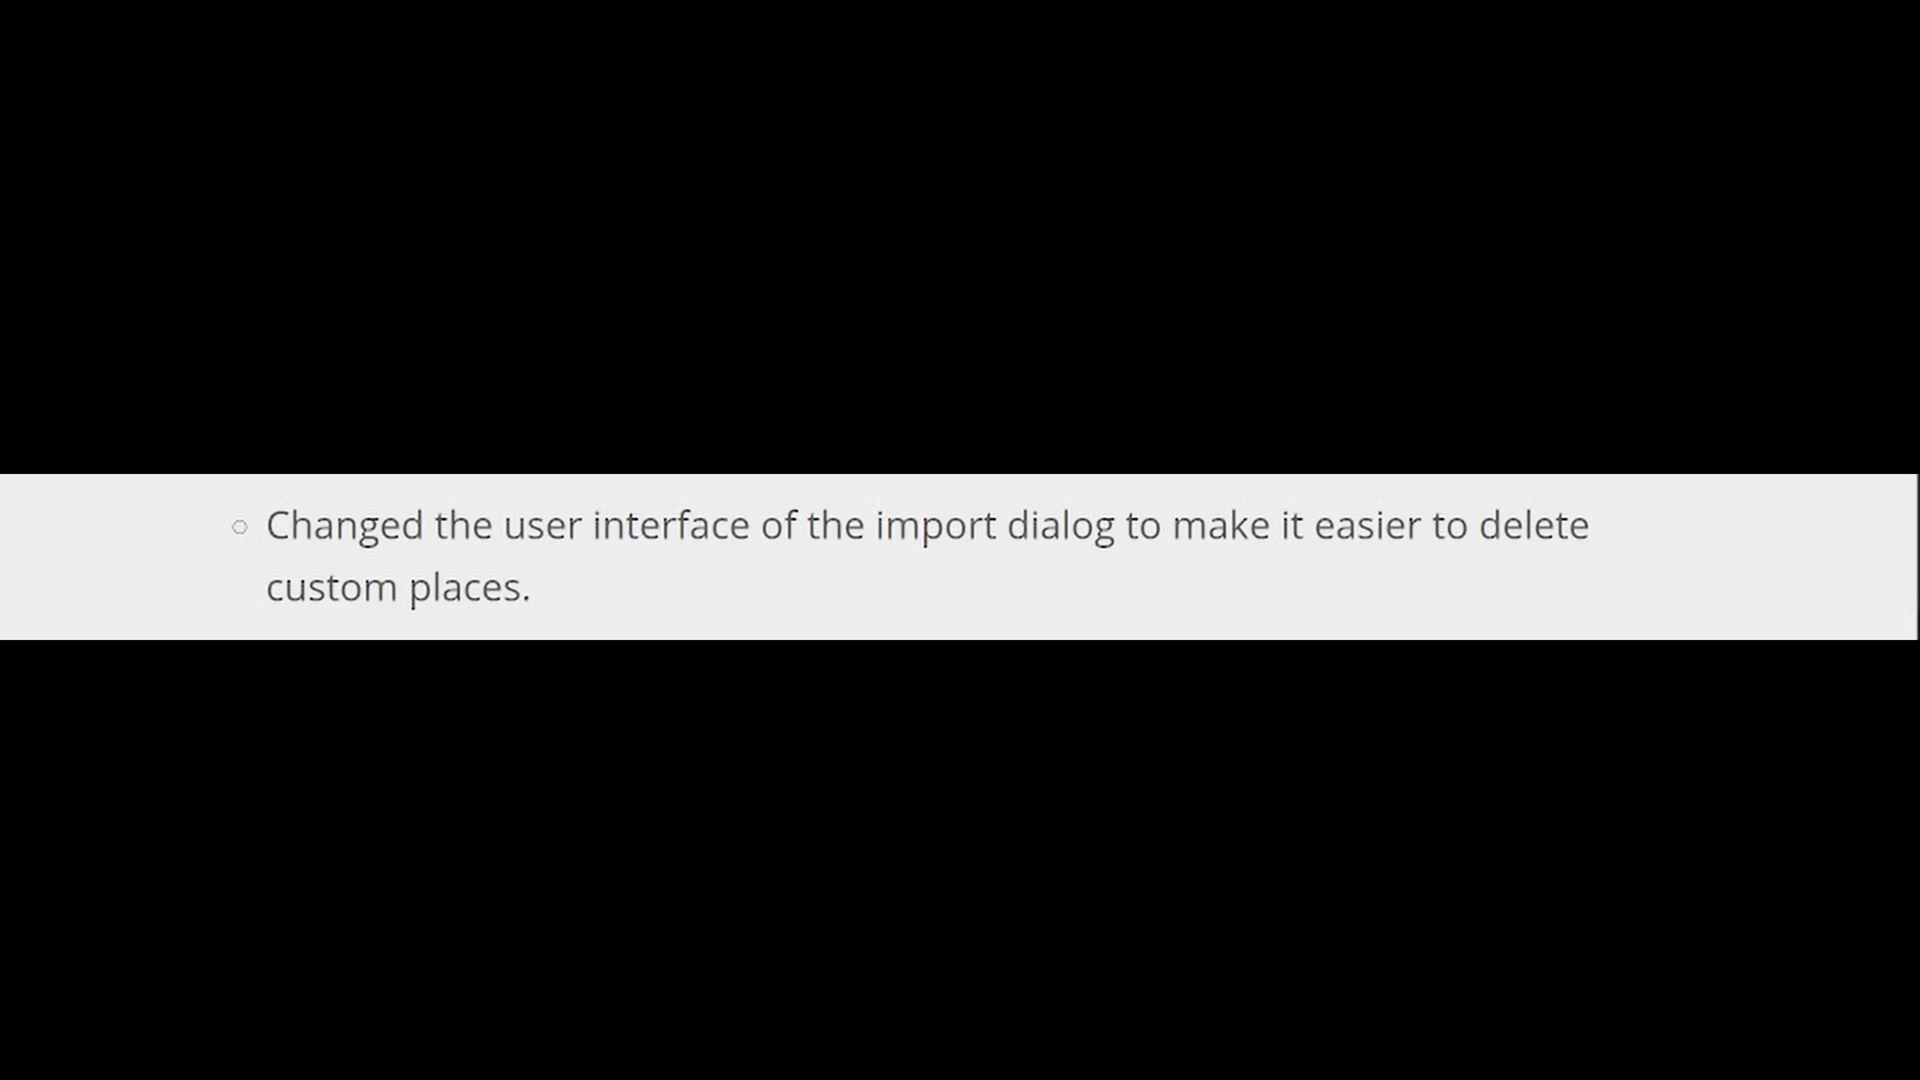 Changed the user interface of the import dialog to make it easier to delete
custom places.